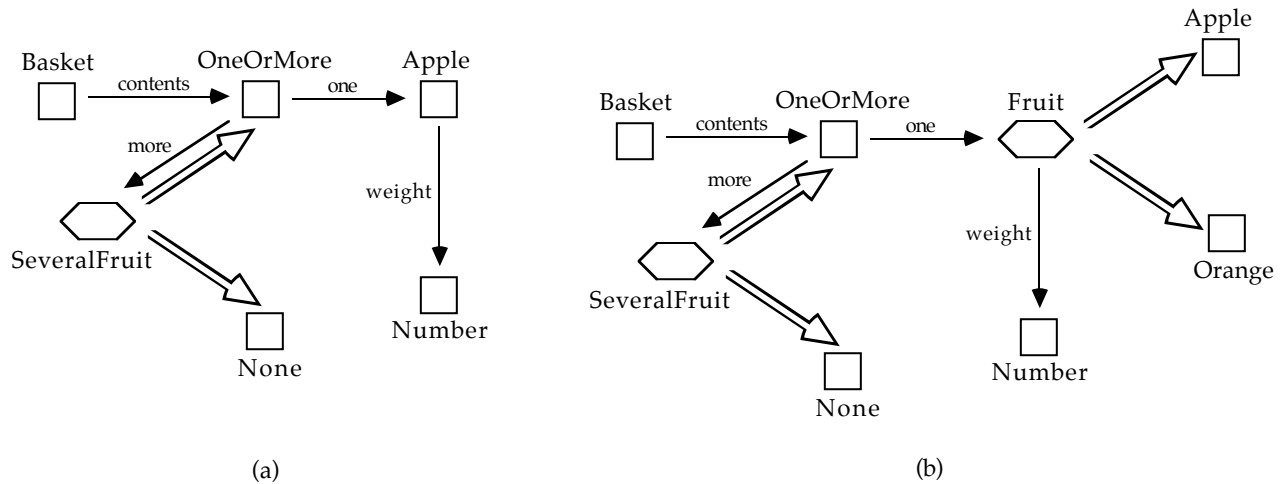 Basket
contents
OneOrMore
one
Apple
more
weight
SeveralFruit
Number
None
(a)
Apple
Basket
contents
OneOrMore
one
Fruit
more
weight
Orange
SeveralFruit
Number
None
(b)